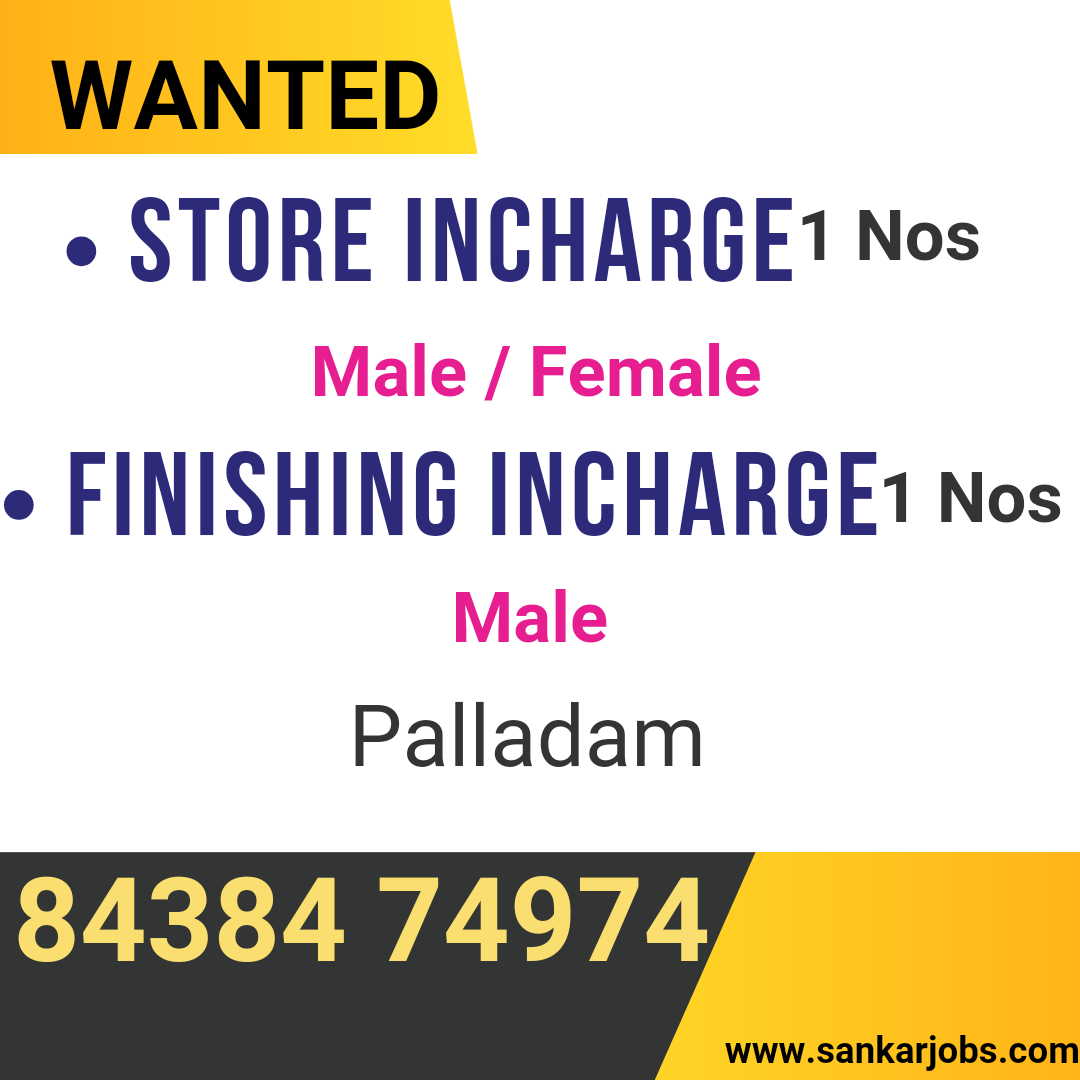 WANTED
• STORE INCHARGE 1 Nos
Male / Female
• FINISHING INCHARGE 1 Nos
Male
Palladam
84384 74974
www.sankarjobs.com